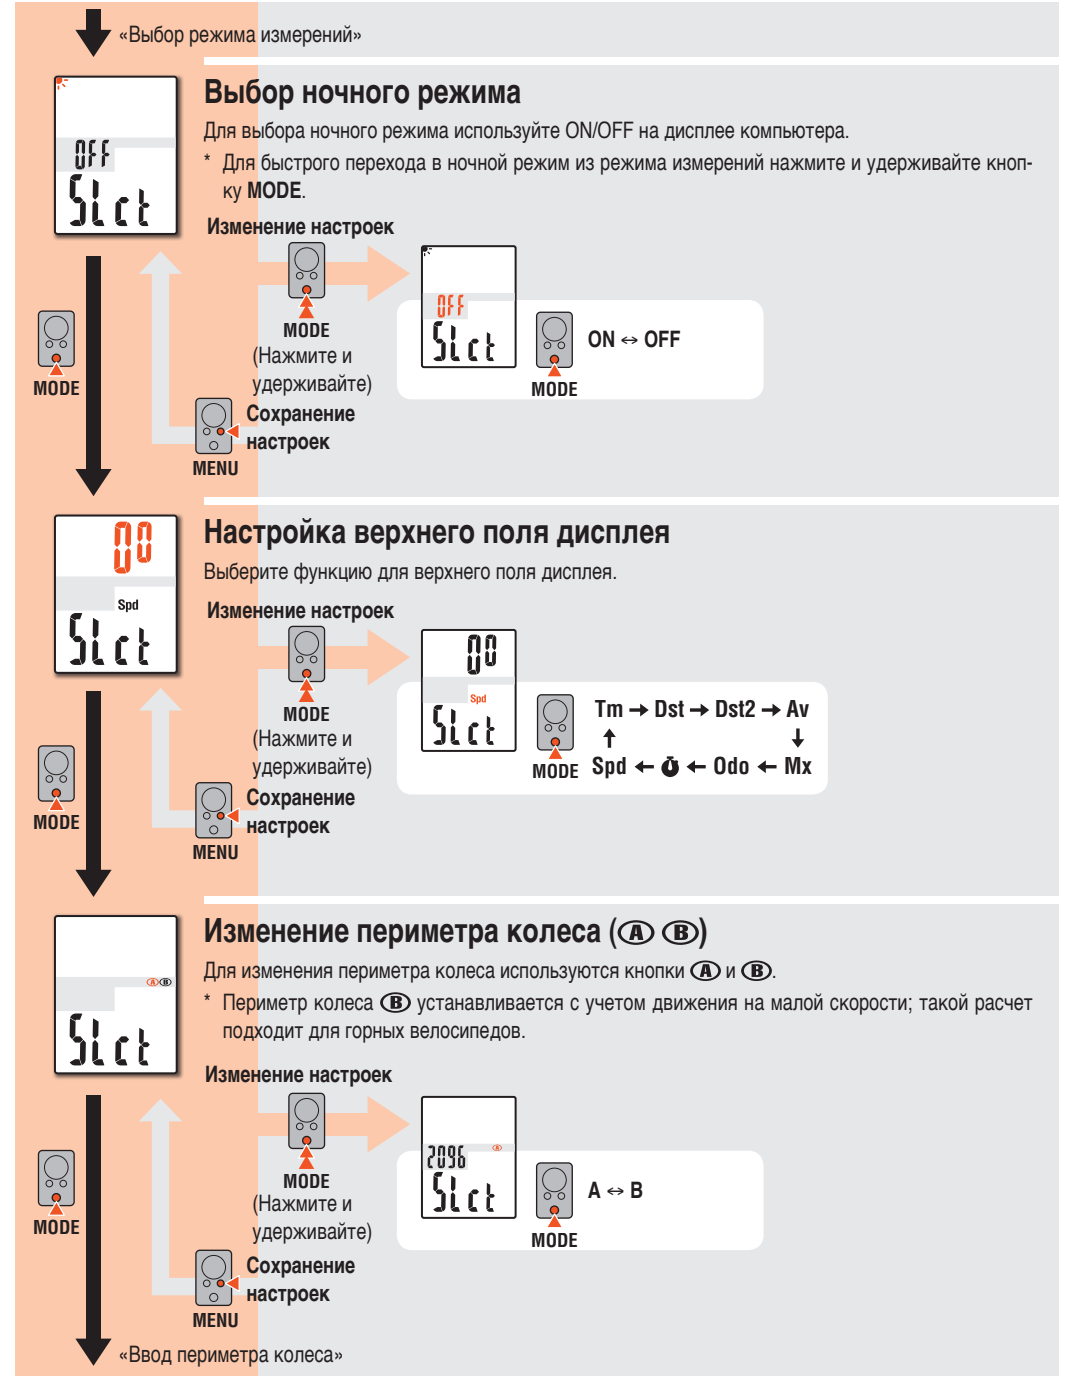 «Выбор режима измерений»
OFF
Slct
Выбор ночного режима
Для выбора ночного режима используйте ON/OFF на дисплее компьютера.
* Для быстрого перехода в ночной режим из режима измерений нажмите и удерживайте кноп-
ку MODE.
Изменение настроек
MODE
(Нажмите и
удерживайте)
OFF
Slct
MODE
ON ⇔ OFF
MODE
Сохранение
настроек
MENU
00
Spd
Slct
Настройка верхнего поля дисплея
Выберите функцию для верхнего поля дисплея.
Изменение настроек
MODE
(Нажмите и
удерживайте)
00
Spd
Slct
MODE
Tm → Dst → Dst2 → Av
↑ ↓
Spd ← ← Odo ← Mx
MODE
Сохранение
настроек
MENU
A B
Slct
Изменение периметра колеса (A B)
Для изменения периметра колеса используются кнопки A и B.
* Периметр колеса B устанавливается с учетом движения на малой скорости; такой расчет
подходит для горных велосипедов.
Изменение настроек
MODE
(Нажмите и
удерживайте)
A
2096
Slct
MODE
A ⇔ B
MODE
Сохранение
настроек
MENU
«Ввод периметра колеса»